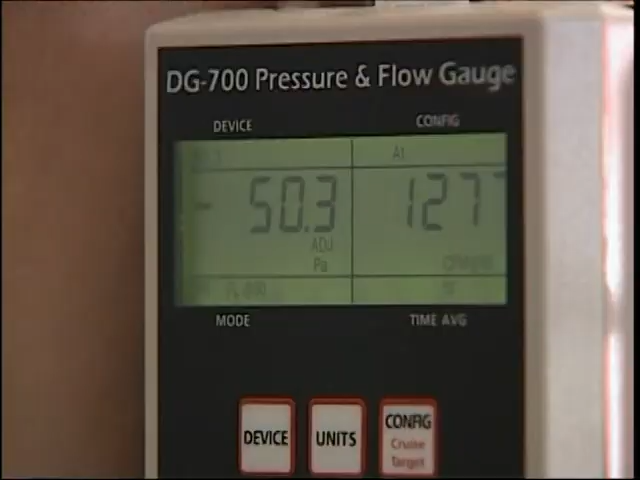 DG-700 Pressure & Flow Gauge
DEVICE CONFIG
A1
- 50.3 127
ADJ
Pa
MODE TIME AVG
DEVICE UNITS CONFIG
Cruise
Target